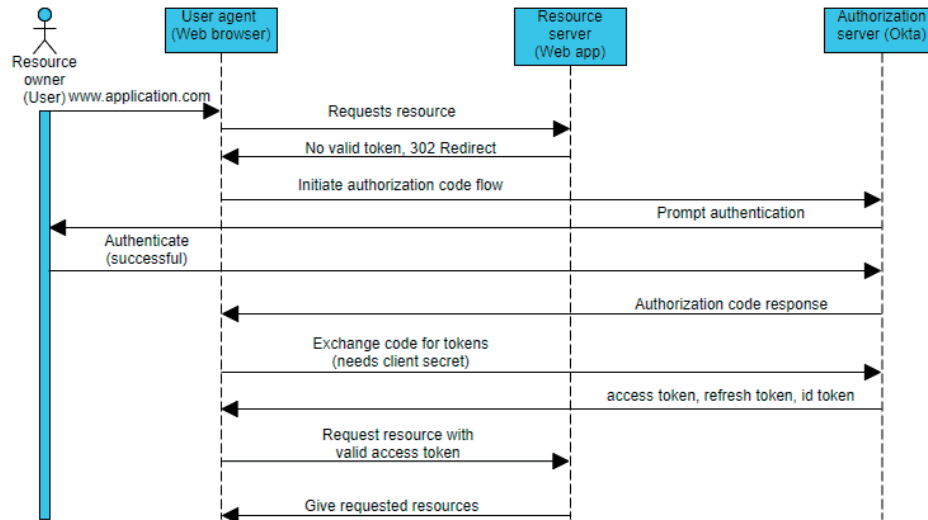 User agent
(Web browser)
Resource
server
(Web app)
Authorization
server (Okta)
Resource
owner
(User)
www.application.com
Requests resource
No valid token, 302 Redirect
Initiate authorization code flow
Prompt authentication
Authenticate
(successful)
Authorization code response
Exchange code for tokens
(needs client secret)
access token, refresh token, id token
Request resource with
valid access token
Give requested resources